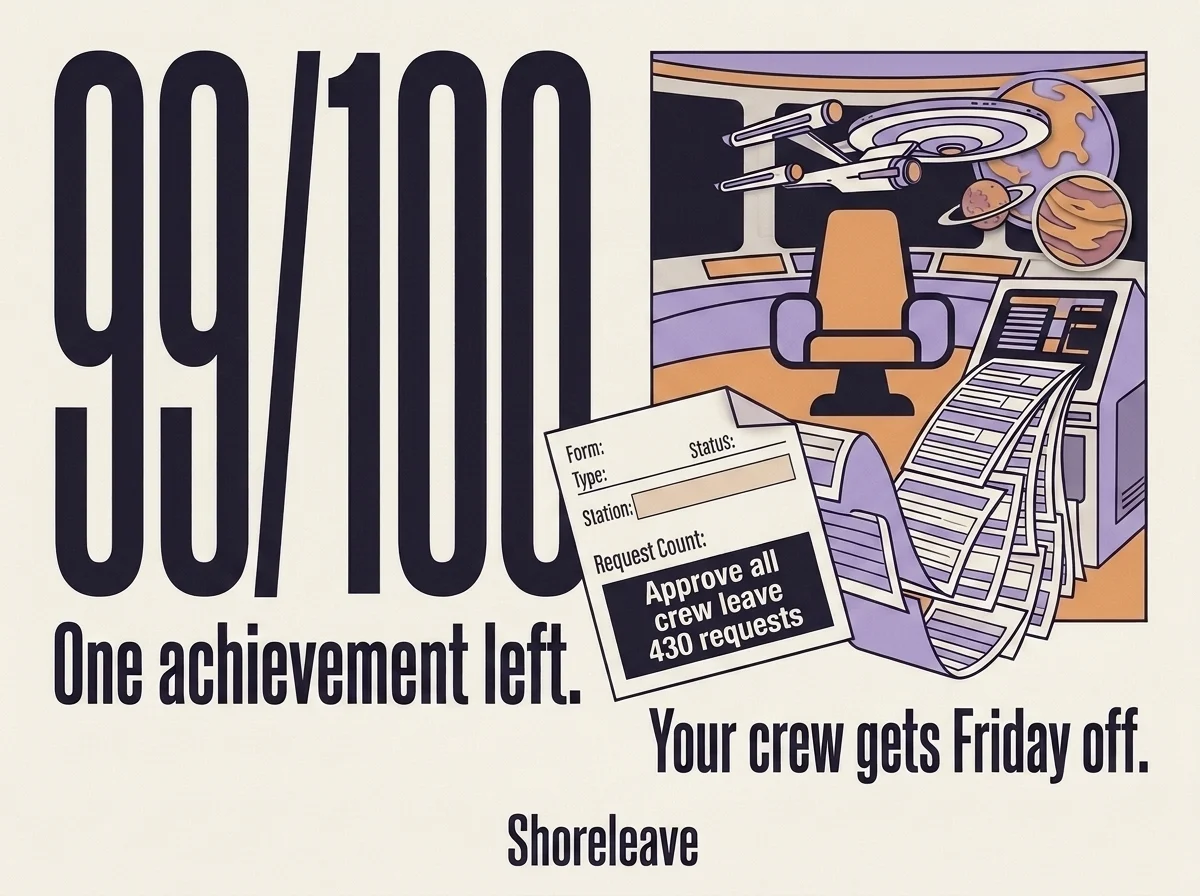 99/100
One achievement left.
Form:
Status:
Type:
Station:
Request Count:
Approve all
crew leave
430 requests
Your crew gets Friday off.
Shoreleave